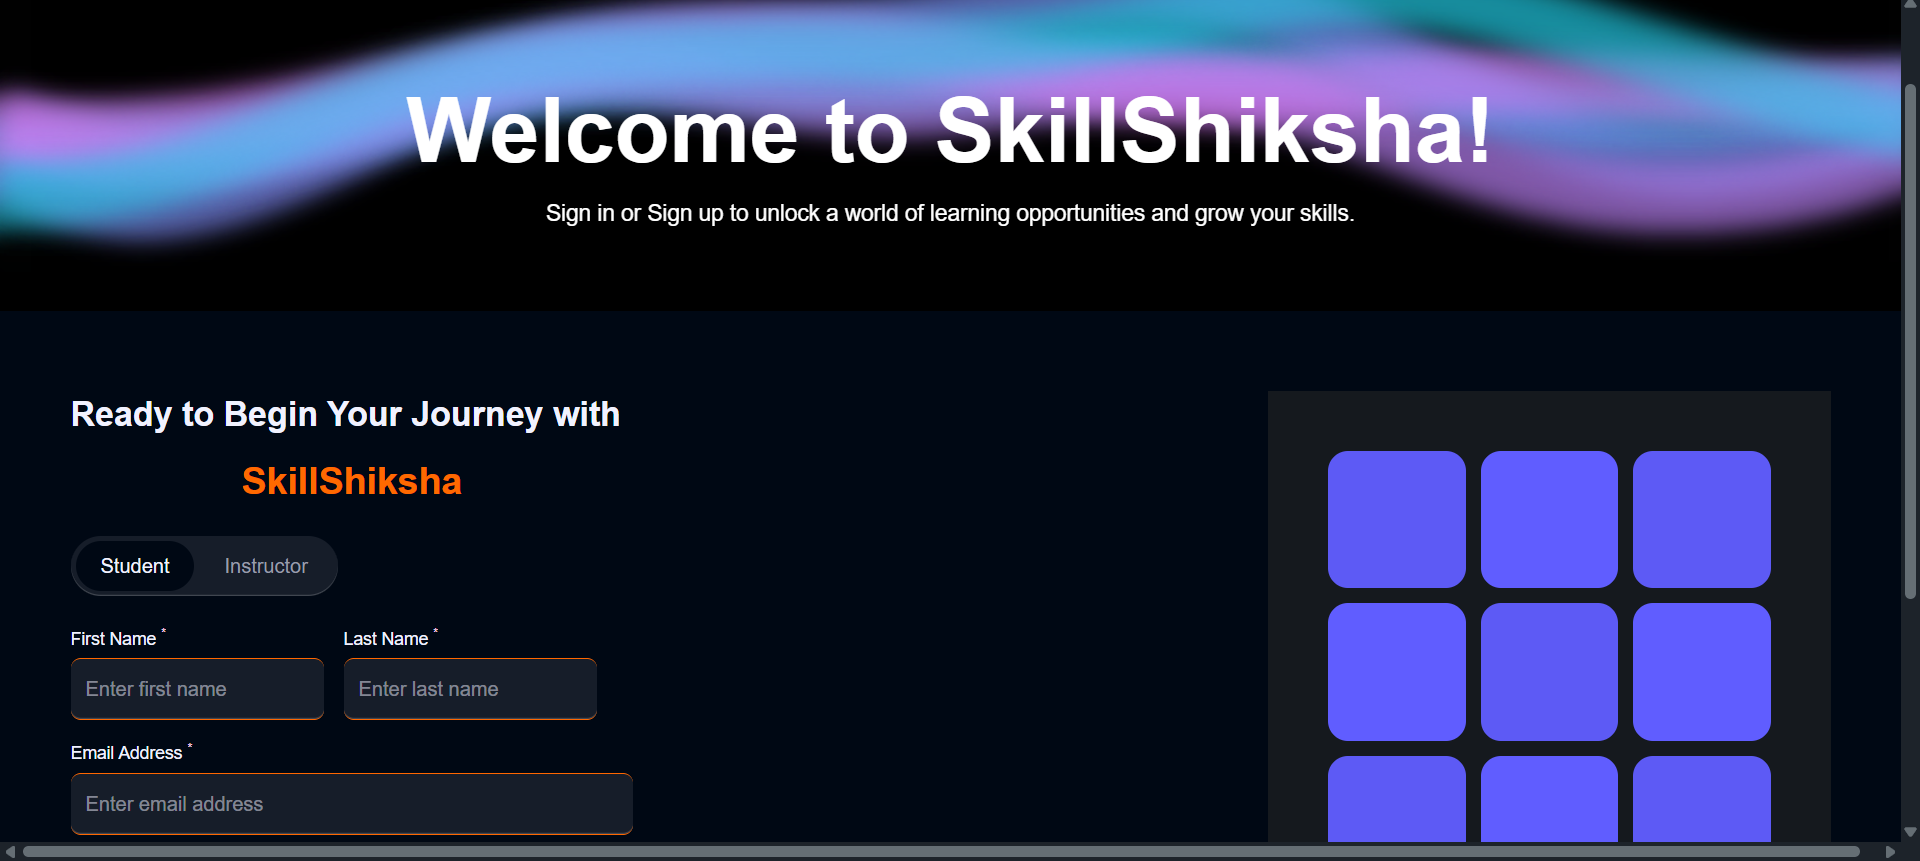 Welcome to SkillShiksha!
Sign in or Sign up to unlock a world of learning opportunities and grow your skills.
Ready to Begin Your Journey with
SkillShiksha
Student Instructor
First Name * Last Name *
Enter first name Enter last name
Email Address *
Enter email address